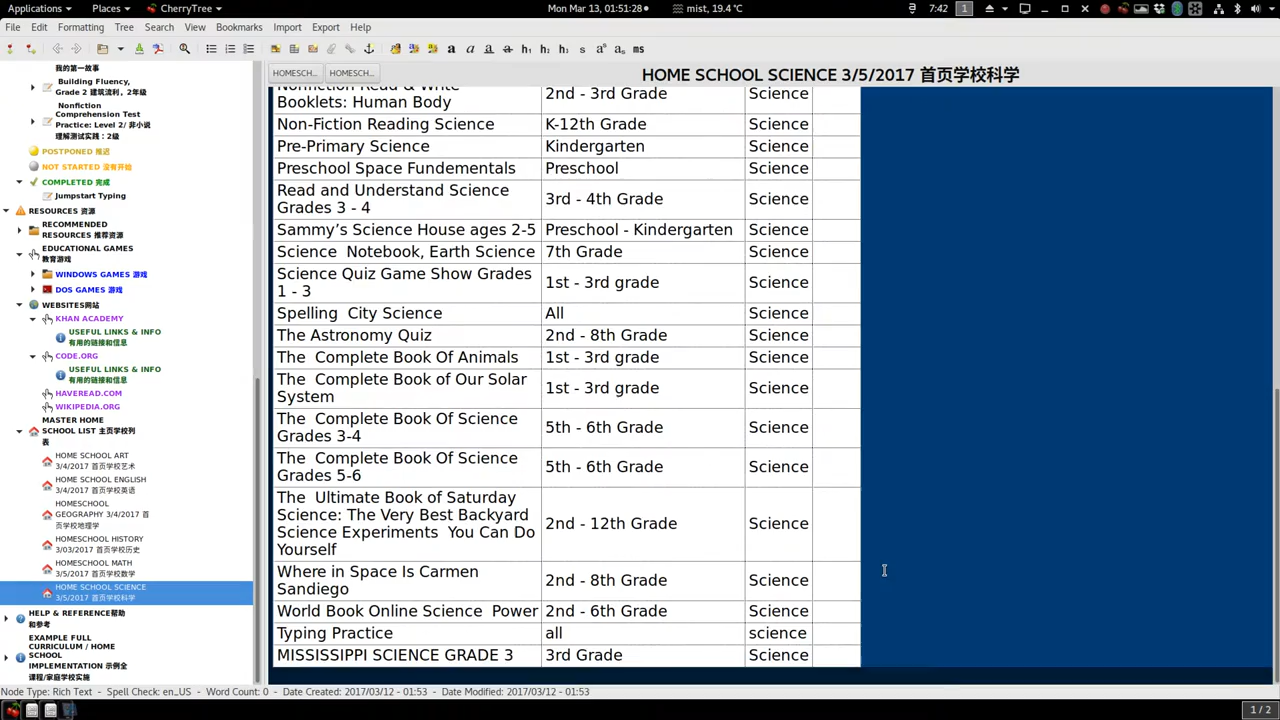 Applications Places CherryTree Mon Mar 13, 01:51:28 mist, 19.4 °C 7:42 1
File Edit Formatting Tree Search View Bookmarks Import Export Help
a a a a h₁ h₂ h₃ s aᵃ aₐ ms
我的第一故事
Building Fluency,
Grade 2 建筑流利，2年级
Nonfiction
Comprehension Test
Practice: Level 2/ 非小说
理解测试实践：2级
POSTPONED 推迟
NOT STARTED 没有开始
COMPLETED 完成
Jumpstart Typing
RESOURCES 资源
RECOMMENDED
RESOURCES 推荐资源
EDUCATIONAL GAMES
教育游戏
WINDOWS GAMES 游戏
DOS GAMES 游戏
WEBSITES网站
KHAN ACADEMY
USEFUL LINKS & INFO
有用的链接和信息
CODE.ORG
USEFUL LINKS & INFO
有用的链接和信息
HAVEREAD.COM
WIKIPEDIA.ORG
MASTER HOME
SCHOOL LIST 主页学校列
表
HOME SCHOOL ART
3/4/2017 首页学校艺术
HOME SCHOOL ENGLISH
3/4/2017 首页学校英语
HOMESCHOOL
GEOGRAPHY 3/4/2017 首
页学校地理学
HOMESCHOOL HISTORY
3/03/2017 首页学校历史
HOMESCHOOL MATH
3/5/2017 首页学校数学
HOME SCHOOL SCIENCE
3/5/2017 首页学校科学
HELP & REFERENCE帮助
和参考
EXAMPLE FULL
CURRICULUM / HOME
SCHOOL
IMPLEMENTATION 示例全
课程/家庭学校实施
HOMESCH... HOMESCH... HOME SCHOOL SCIENCE 3/5/2017 首页学校科学
Nonfiction Read & Write
Booklets: Human Body 2nd - 3rd Grade Science
Non-Fiction Reading Science K-12th Grade Science
Pre-Primary Science Kindergarten Science
Preschool Space Fundementals Preschool Science
Read and Understand Science
Grades 3 - 4 3rd - 4th Grade Science
Sammy’s Science House ages 2-5 Preschool - Kindergarten Science
Science Notebook, Earth Science 7th Grade Science
Science Quiz Game Show Grades
1 - 3 1st - 3rd grade Science
Spelling City Science All Science
The Astronomy Quiz 2nd - 8th Grade Science
The Complete Book Of Animals 1st - 3rd grade Science
The Complete Book of Our Solar
System 1st - 3rd grade Science
The Complete Book Of Science
Grades 3-4 5th - 6th Grade Science
The Complete Book Of Science
Grades 5-6 5th - 6th Grade Science
The Ultimate Book of Saturday
Science: The Very Best Backyard
Science Experiments You Can Do
Yourself 2nd - 12th Grade Science
Where in Space Is Carmen
Sandiego 2nd - 8th Grade Science
World Book Online Science Power 2nd - 6th Grade Science
Typing Practice all science
MISSISSIPPI SCIENCE GRADE 3 3rd Grade Science
Node Type: Rich Text - Spell Check: en_US - Word Count: 0 - Date Created: 2017/03/12 - 01:53 - Date Modified: 2017/03/12 - 01:53
1 / 2